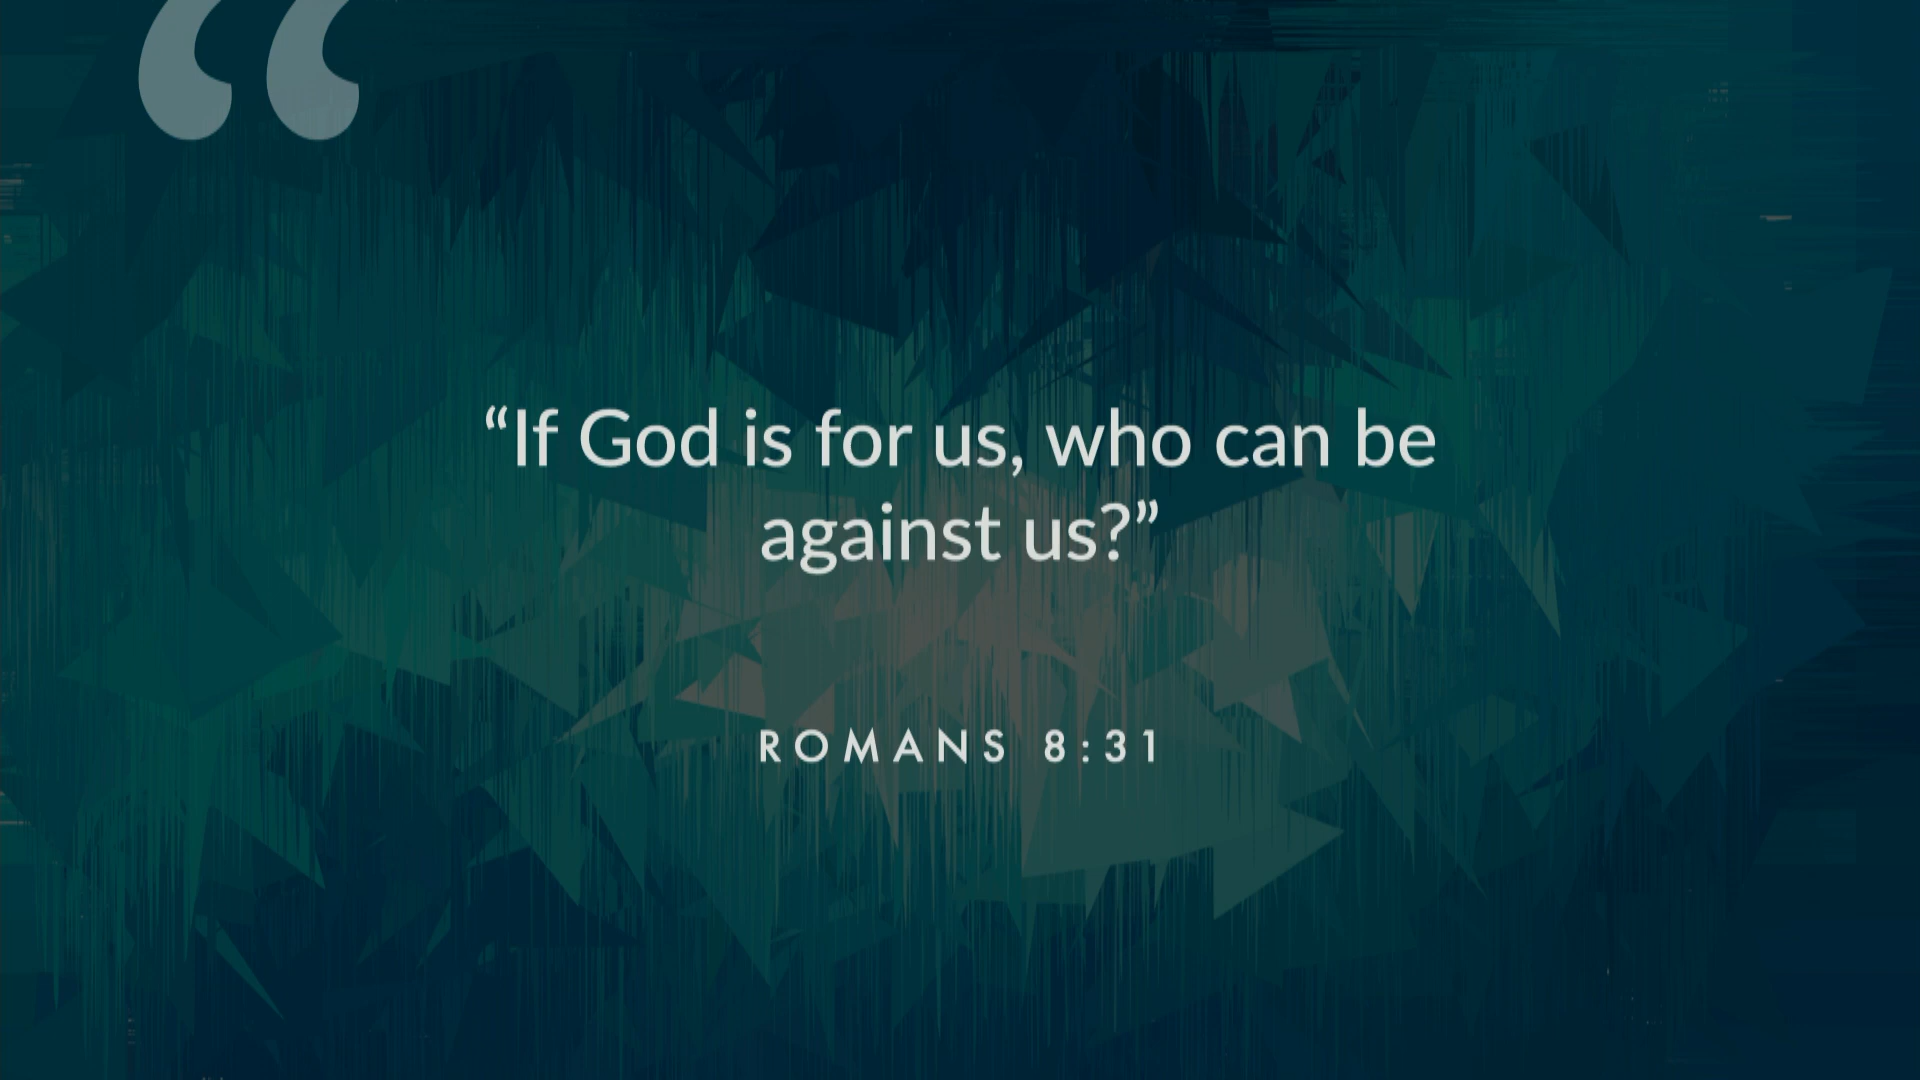 “If God is for us, who can be
against us?”
ROMANS 8:31